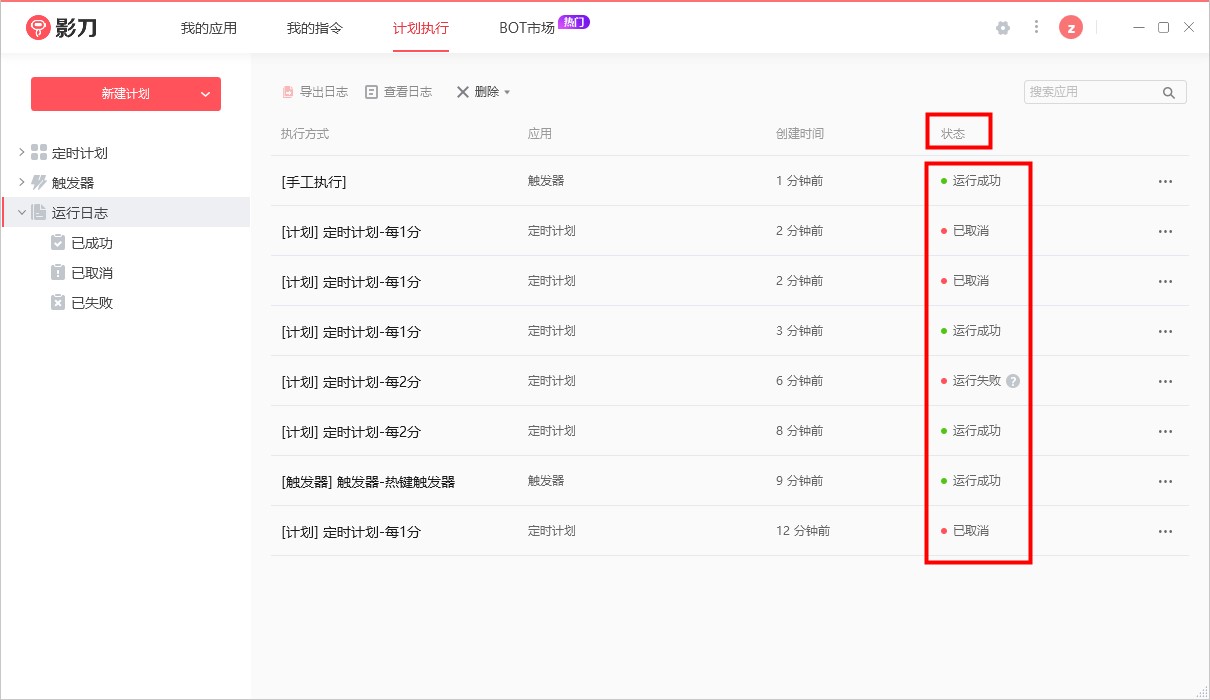 影刀 我的应用 我的指令 计划执行 BOT市场 热门 z
新建计划
定时计划
触发器
运行日志
已成功
已取消
已失败
导出日志 查看日志 删除 搜索应用
执行方式 应用 创建时间 状态
[手工执行] 触发器 1 分钟前 运行成功
[计划] 定时计划-每1分 定时计划 2 分钟前 已取消
[计划] 定时计划-每1分 定时计划 2 分钟前 已取消
[计划] 定时计划-每1分 定时计划 3 分钟前 运行成功
[计划] 定时计划-每2分 定时计划 6 分钟前 运行失败 ?
[计划] 定时计划-每2分 定时计划 8 分钟前 运行成功
[触发器] 触发器-热键触发器 触发器 9 分钟前 运行成功
[计划] 定时计划-每1分 定时计划 12 分钟前 已取消